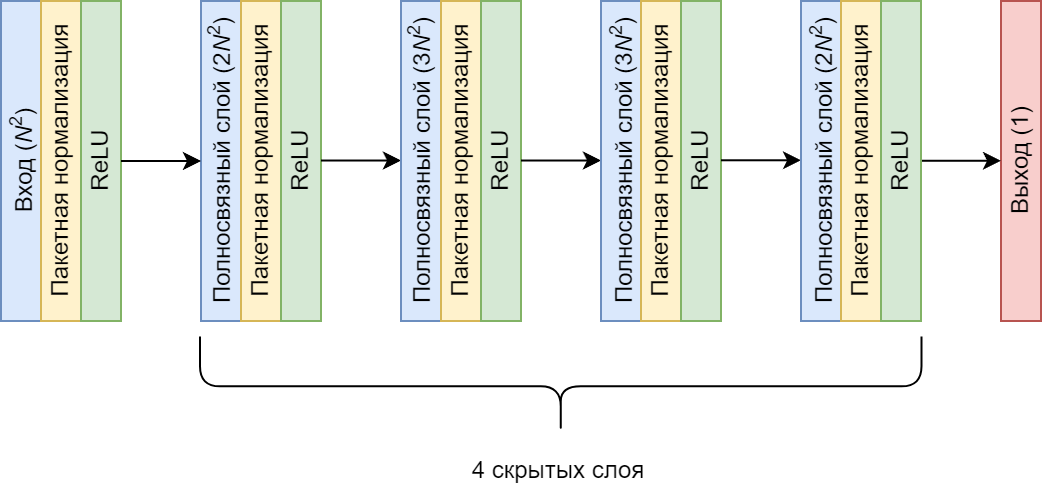 Вход (N²)
Пакетная нормализация
ReLU
Полносвязный слой (2N²)
Пакетная нормализация
ReLU
Полносвязный слой (3N²)
Пакетная нормализация
ReLU
Полносвязный слой (3N²)
Пакетная нормализация
ReLU
Полносвязный слой (2N²)
Пакетная нормализация
ReLU
Выход (1)
4 скрытых слоя